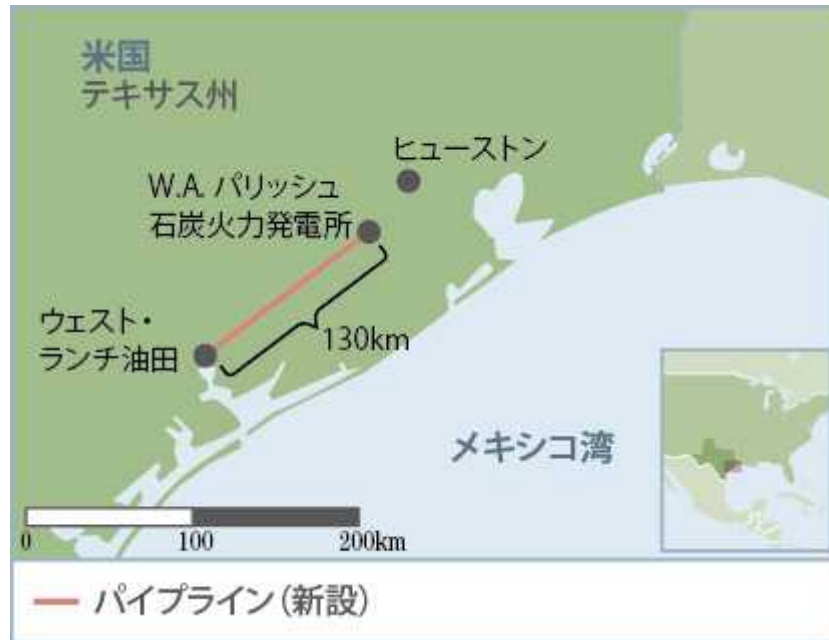 米国
テキサス州
ヒューストン
W.A. パリッシュ
石炭火力発電所
ウェスト・
ランチ油田
130km
メキシコ湾
0 100 200km
パイプライン（新設）